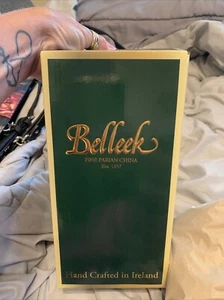 Belleek
FINE PARIAN CHINA
Est. 1857
Hand Crafted in Ireland